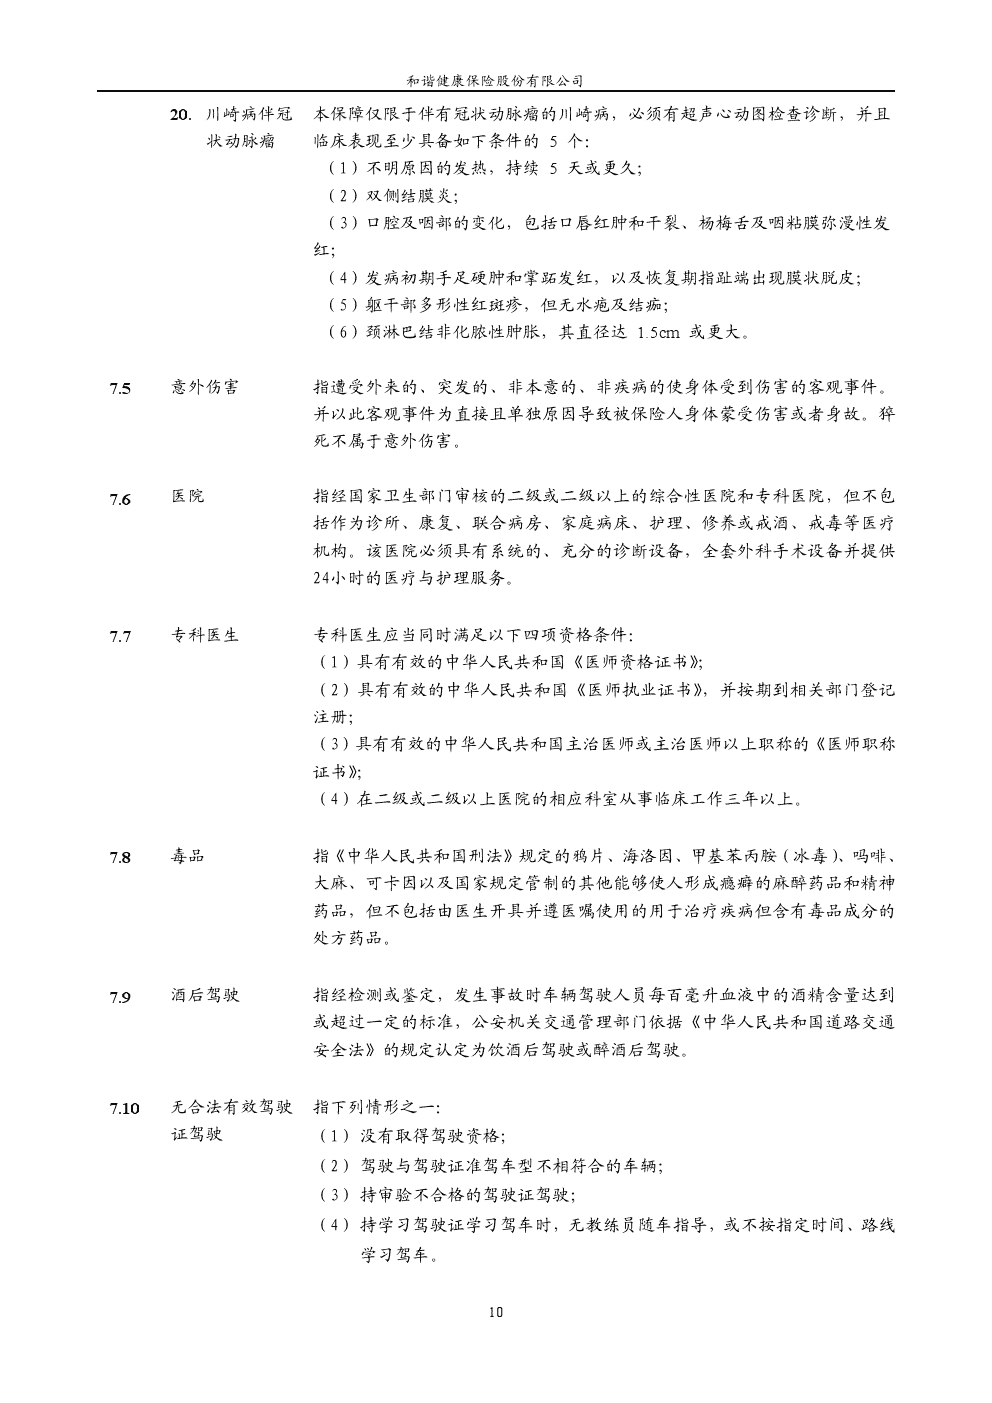 和谐健康保险股份有限公司
20. 川崎病伴冠 本保障仅限于伴有冠状动脉瘤的川崎病，必须有超声心动图检查诊断，并且
状动脉瘤 临床表现至少具备如下条件的 5 个：
（1）不明原因的发热，持续 5 天或更久；
（2）双侧结膜炎；
（3）口腔及咽部的变化，包括口唇红肿和干裂、杨梅舌及咽粘膜弥漫性发
红；
（4）发病初期手足硬肿和掌跖发红，以及恢复期指趾端出现膜状脱皮；
（5）躯干部多形性红斑疹，但无水疱及结痂；
（6）颈淋巴结非化脓性肿胀，其直径达 1.5cm 或更大。
7.5 意外伤害 指遭受外来的、突发的、非本意的、非疾病的使身体受到伤害的客观事件。
并以此客观事件为直接且单独原因导致被保险人身体蒙受伤害或者身故。猝
死不属于意外伤害。
7.6 医院 指经国家卫生部门审核的二级或二级以上的综合性医院和专科医院，但不包
括作为诊所、康复、联合病房、家庭病床、护理、修养或戒酒、戒毒等医疗
机构。该医院必须具有系统的、充分的诊断设备，全套外科手术设备并提供
24小时的医疗与护理服务。
7.7 专科医生 专科医生应当同时满足以下四项资格条件：
（1）具有有效的中华人民共和国《医师资格证书》；
（2）具有有效的中华人民共和国《医师执业证书》，并按期到相关部门登记
注册；
（3）具有有效的中华人民共和国主治医师或主治医师以上职称的《医师职称
证书》；
（4）在二级或二级以上医院的相应科室从事临床工作三年以上。
7.8 毒品 指《中华人民共和国刑法》规定的鸦片、海洛因、甲基苯丙胺（冰毒）、吗啡、
大麻、可卡因以及国家规定管制的其他能够使人形成瘾癖的麻醉药品和精神
药品，但不包括由医生开具并遵医嘱使用的用于治疗疾病但含有毒品成分的
处方药品。
7.9 酒后驾驶 指经检测或鉴定，发生事故时车辆驾驶人员每百毫升血液中的酒精含量达到
或超过一定的标准，公安机关交通管理部门依据《中华人民共和国道路交通
安全法》的规定认定为饮酒后驾驶或醉酒后驾驶。
7.10 无合法有效驾驶 指下列情形之一：
证驾驶 （1） 没有取得驾驶资格；
（2） 驾驶与驾驶证准驾车型不相符合的车辆；
（3） 持审验不合格的驾驶证驾驶；
（4） 持学习驾驶证学习驾车时，无教练员随车指导，或不按指定时间、路线
学习驾车。
10